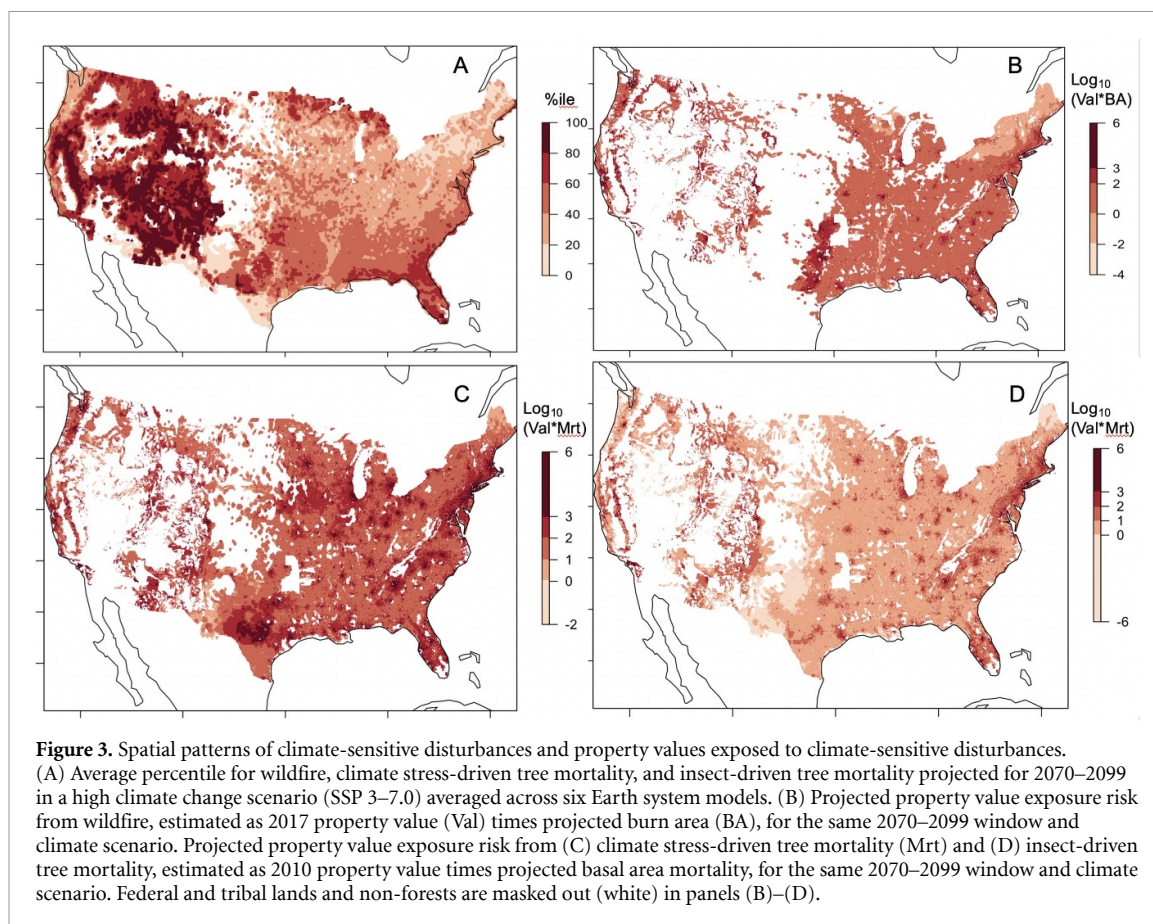 A
%ile
100
80
60
40
20
0
B
Log10
(Val*BA)
6
3
2
0
-2
-4
C
Log10
(Val*Mrt)
6
3
2
1
0
-2
D
Log10
(Val*Mrt)
6
3
2
1
0
-6
Figure 3. Spatial patterns of climate-sensitive disturbances and property values exposed to climate-sensitive disturbances.
(A) Average percentile for wildfire, climate stress-driven tree mortality, and insect-driven tree mortality projected for 2070–2099
in a high climate change scenario (SSP 3–7.0) averaged across six Earth system models. (B) Projected property value exposure risk
from wildfire, estimated as 2017 property value (Val) times projected burn area (BA), for the same 2070–2099 window and
climate scenario. Projected property value exposure risk from (C) climate stress-driven tree mortality (Mrt) and (D) insect-driven
tree mortality, estimated as 2010 property value times projected basal area mortality, for the same 2070–2099 window and climate
scenario. Federal and tribal lands and non-forests are masked out (white) in panels (B)–(D).